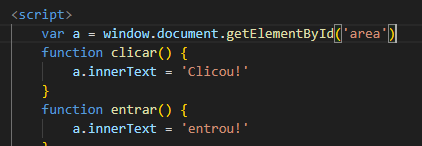 <script>
var a = window.document.getElementById('area')
function clicar() {
a.innerText = 'Clicou!'
}
function entrar() {
a.innerText = 'entrou!'